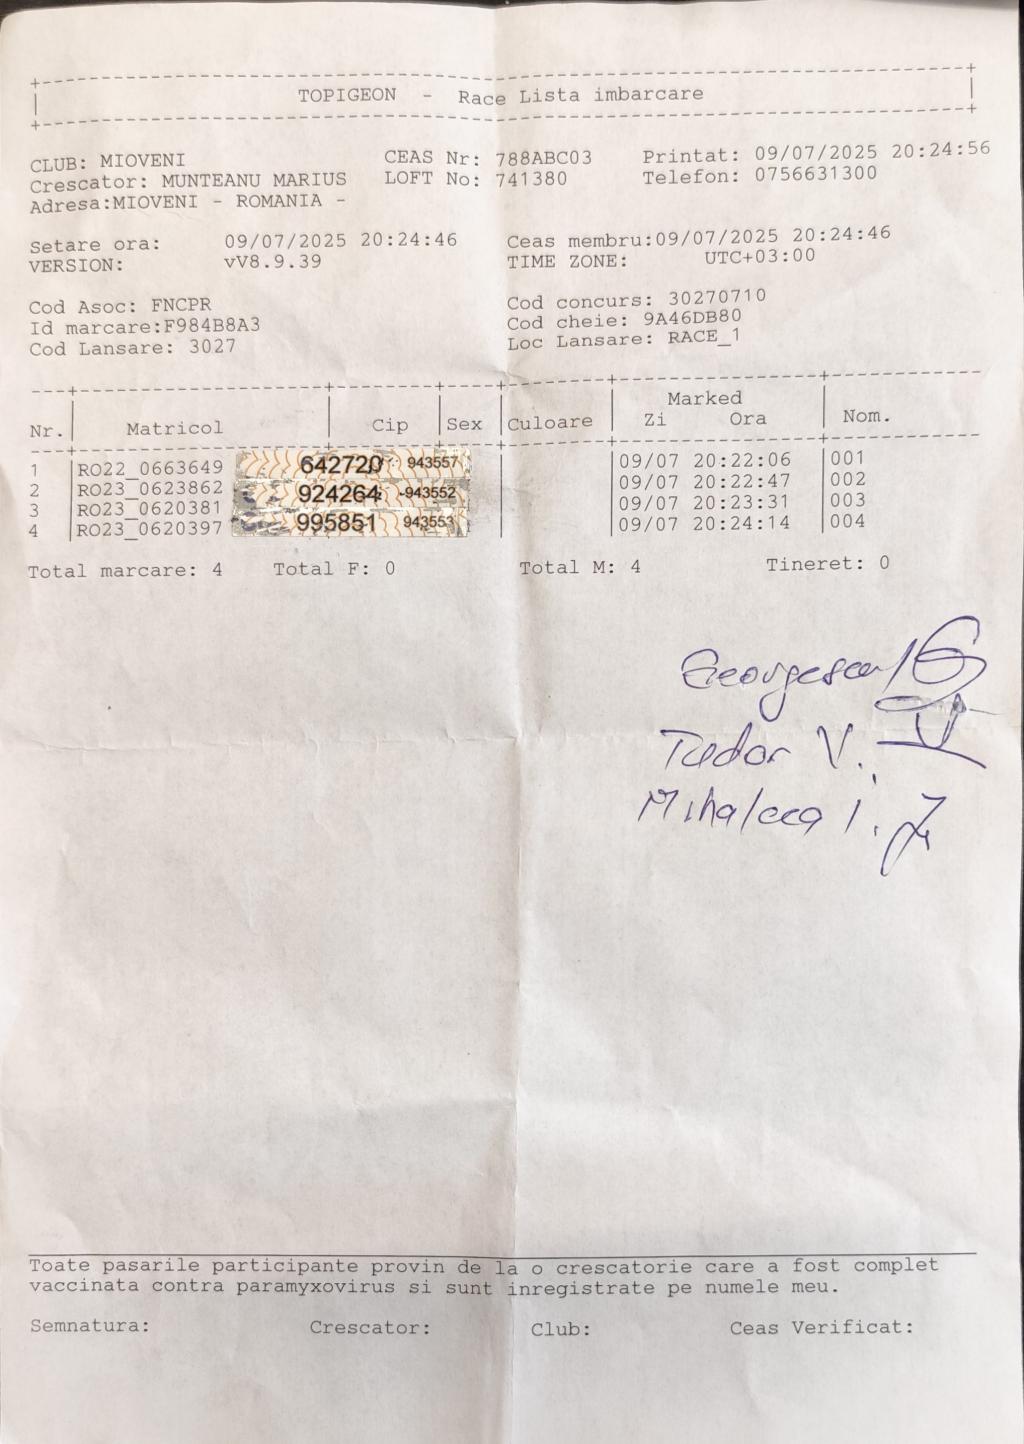 TOPIGEON - Race Lista imbarcare
CLUB: MIOVENI CEAS Nr: 788ABC03 Printat: 09/07/2025 20:24:56
Crescator: MUNTEANU MARIUS LOFT No: 741380 Telefon: 0756631300
Adresa:MIOVENI - ROMANIA -
Setare ora: 09/07/2025 20:24:46 Ceas membru:09/07/2025 20:24:46
VERSION: vV8.9.39 TIME ZONE: UTC+03:00
Cod Asoc: FNCPR Cod concurs: 30270710
Id marcare:F984B8A3 Cod cheie: 9A46DB80
Cod Lansare: 3027 Loc Lansare: RACE_1
Marked
Nr. Matricol Cip Sex Culoare Zi Ora Nom.
1 RO22_0663649 642720 943557 09/07 20:22:06 001
2 RO23_0623862 924264 943552 09/07 20:22:47 002
3 RO23_0620381 995851 943553 09/07 20:23:31 003
4 RO23_0620397 09/07 20:24:14 004
Total marcare: 4 Total F: 0 Total M: 4 Tineret: 0
Georgescu
Tudor V.
Mihalcea I.
Toate pasarile participante provin de la o crescatorie care a fost complet
vaccinata contra paramyxovirus si sunt inregistrate pe numele meu.
Semnatura: Crescator: Club: Ceas Verificat: